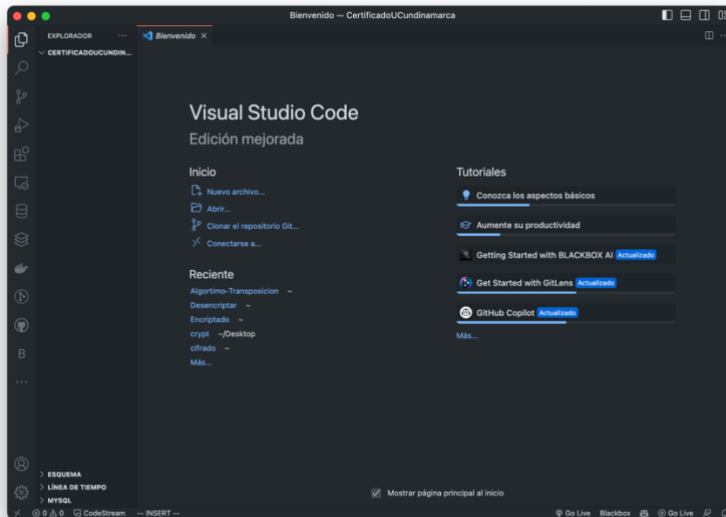 Bienvenido — CertificadoUCundinamarca
EXPLORADOR
CERTIFICADOUCUNDIN...
Bienvenido
Visual Studio Code
Edición mejorada
Inicio
Nuevo archivo...
Abrir...
Clonar el repositorio Git...
Conectarse a...
Reciente
Algortimo-Transposicion ~
Desencriptar ~
Encriptado ~
crypt ~/Desktop
cifrado ~
Más...
Tutoriales
Conozca los aspectos básicos
Aumente su productividad
Getting Started with BLACKBOX AI Actualizado
Get Started with GitLens Actualizado
GitHub Copilot Actualizado
Más...
Mostrar página principal al inicio
B
ESQUEMA
LÍNEA DE TIEMPO
MYSQL
0 0 CodeStream -- INSERT -- Go Live Blackbox Go Live